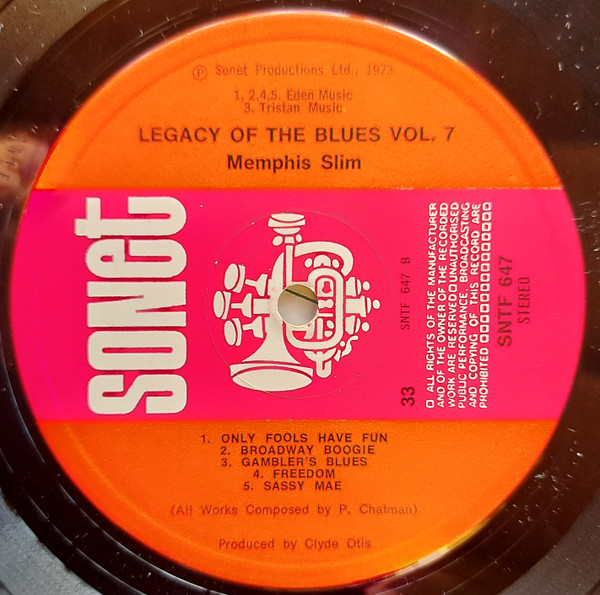 ℗ Sonet Productions Ltd., 1973
1, 2,4,5. Eden Music
3. Tristan Music
LEGACY OF THE BLUES VOL. 7
Memphis Slim
sonet
SNTF 647 B
33
ALL RIGHTS OF THE MANUFACTURER
AND OF THE OWNER OF THE RECORDED
WORK ARE RESERVED □ UNAUTHORISED
PUBLIC PERFORMANCE BROADCASTING
AND COPYING OF THIS RECORD ARE
PROHIBITED
SNTF 647
STEREO
1. ONLY FOOLS HAVE FUN
2. BROADWAY BOOGIE
3. GAMBLER'S BLUES
4. FREEDOM
5. SASSY MAE
(All Works Composed by P. Chatman)
Produced by Clyde Otis